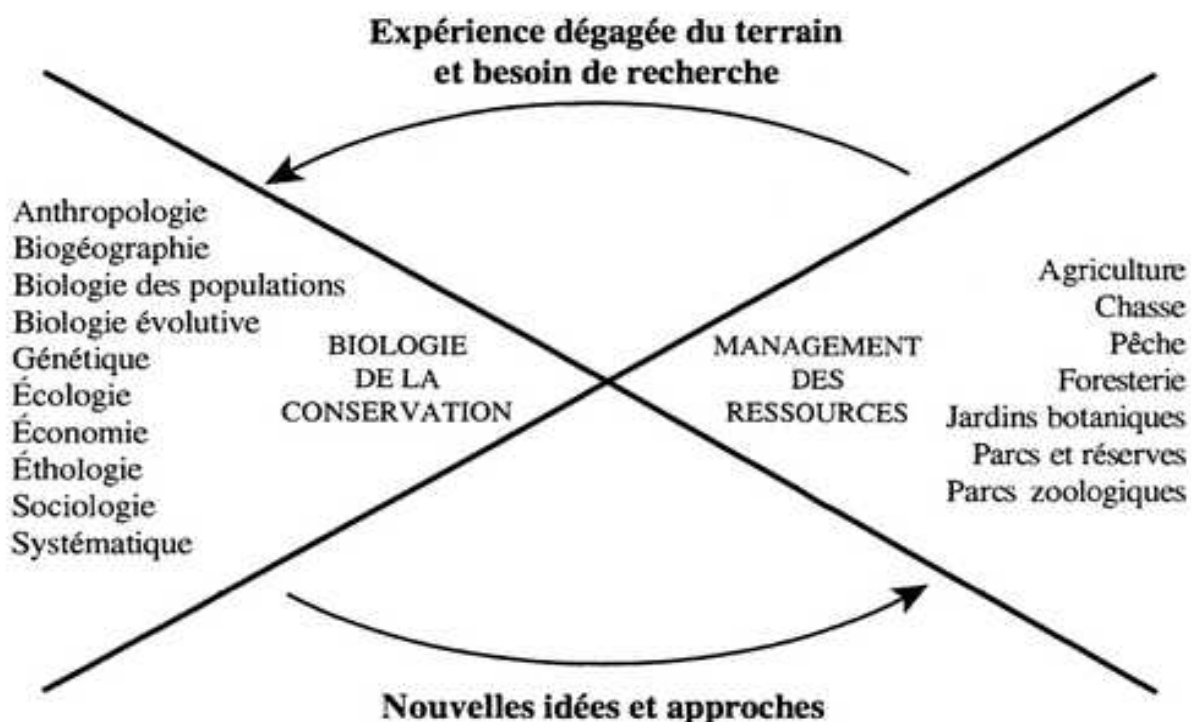 Expérience dégagée du terrain
et besoin de recherche
Anthropologie
Biogéographie
Biologie des populations
Biologie évolutive
Génétique
Écologie
Économie
Éthologie
Sociologie
Systématique
BIOLOGIE
DE LA
CONSERVATION
MANAGEMENT
DES
RESSOURCES
Agriculture
Chasse
Pêche
Foresterie
Jardins botaniques
Parcs et réserves
Parcs zoologiques
Nouvelles idées et approches